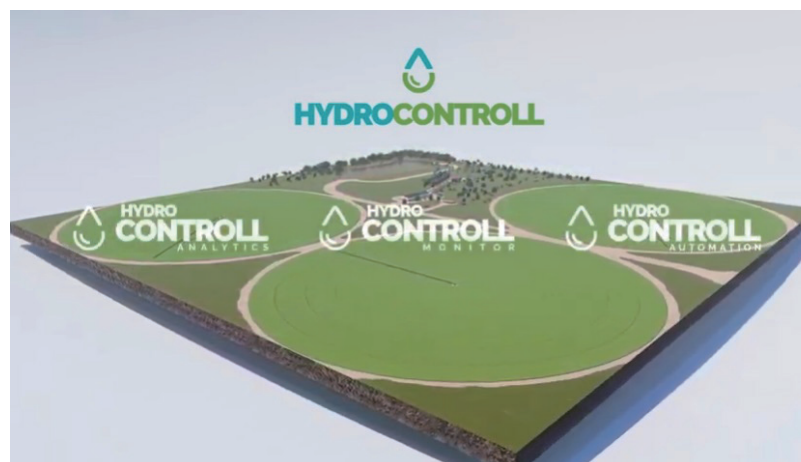 HYDROCONTROLL
HYDRO
CONTROLL
ANALYTICS
HYDRO
CONTROLL
MONITOR
HYDRO
CONTROLL
AUTOMATION